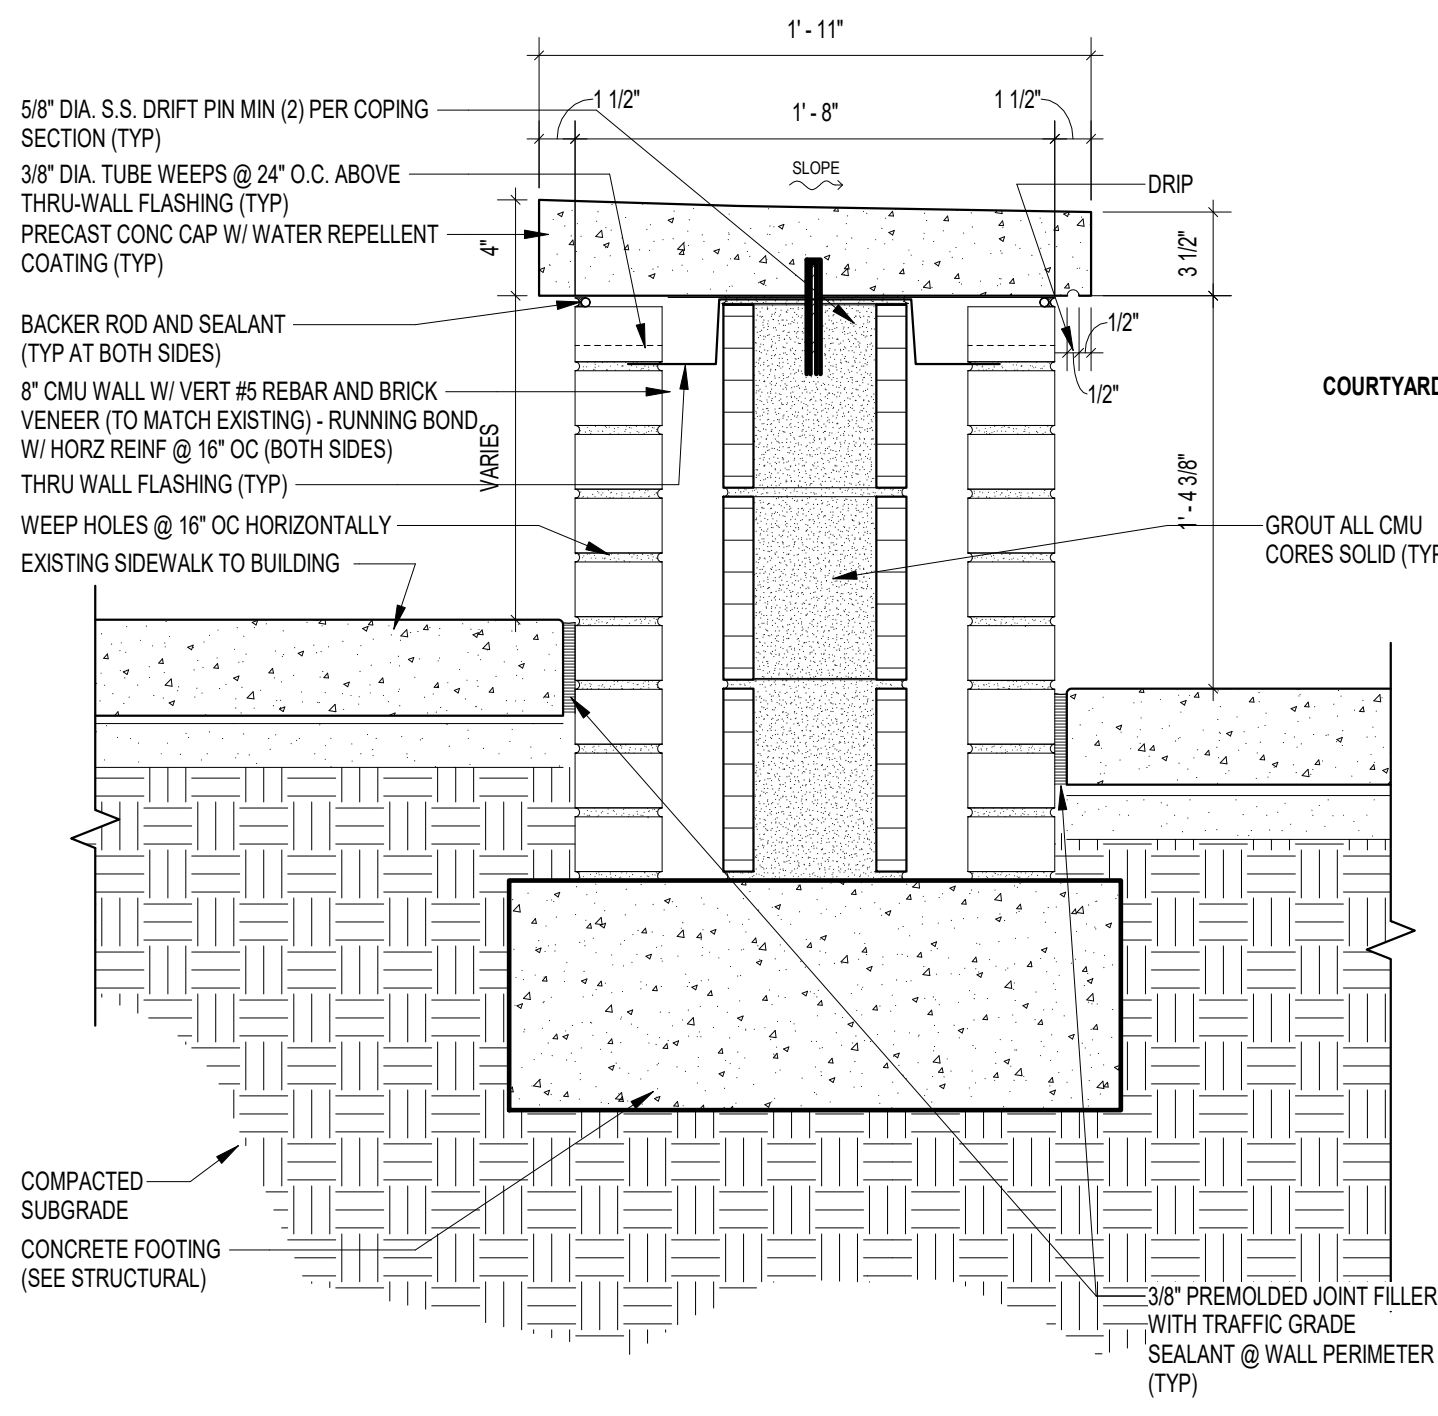 1' - 11"
1 1/2"
1' - 8"
1 1/2"
5/8" DIA. S.S. DRIFT PIN MIN (2) PER COPING
SECTION (TYP)
3/8" DIA. TUBE WEEPS @ 24" O.C. ABOVE
THRU-WALL FLASHING (TYP)
PRECAST CONC CAP W/ WATER REPELLENT
COATING (TYP)
BACKER ROD AND SEALANT
(TYP AT BOTH SIDES)
8" CMU WALL W/ VERT #5 REBAR AND BRICK
VENEER (TO MATCH EXISTING) - RUNNING BOND
W/ HORZ REINF @ 16" OC (BOTH SIDES)
THRU WALL FLASHING (TYP)
WEEP HOLES @ 16" OC HORIZONTALLY
EXISTING SIDEWALK TO BUILDING
4"
VARIES
SLOPE
DRIP
3 1/2"
1/2"
1/2"
COURTYARD
1' - 4 3/8"
GROUT ALL CMU
CORES SOLID (TYP
COMPACTED
SUBGRADE
CONCRETE FOOTING
(SEE STRUCTURAL)
3/8" PREMOLDED JOINT FILLER
WITH TRAFFIC GRADE
SEALANT @ WALL PERIMETER
(TYP)